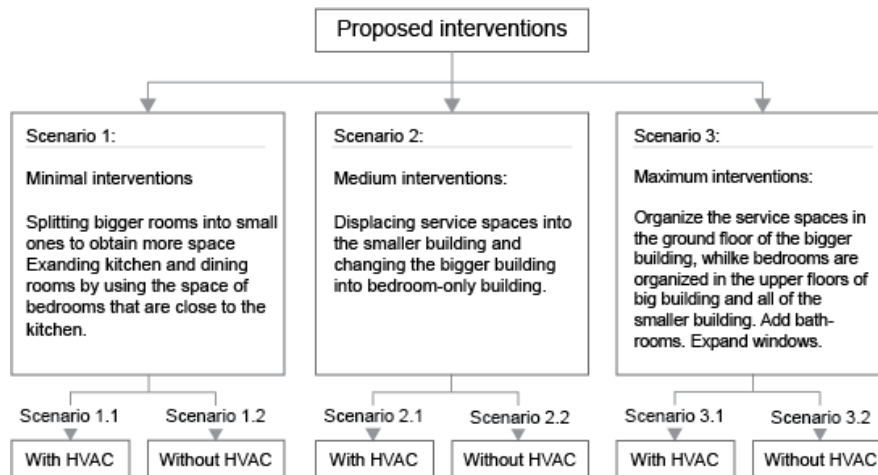 Proposed interventions
Scenario 1:
Minimal interventions
Splitting bigger rooms into small
ones to obtain more space
Exanding kitchen and dining
rooms by using the space of
bedrooms that are close to the
kitchen.
Scenario 2:
Medium interventions:
Displacing service spaces into
the smaller building and
changing the bigger building
into bedroom-only building.
Scenario 3:
Maximum interventions:
Organize the service spaces in
the ground floor of the bigger
building, whilke bedrooms are
organized in the upper floors of
big building and all of the
smaller building. Add bath-
rooms. Expand windows.
Scenario 1.1
Scenario 1.2
Scenario 2.1
Scenario 2.2
Scenario 3.1
Scenario 3.2
With HVAC
Without HVAC
With HVAC
Without HVAC
With HVAC
Without HVAC